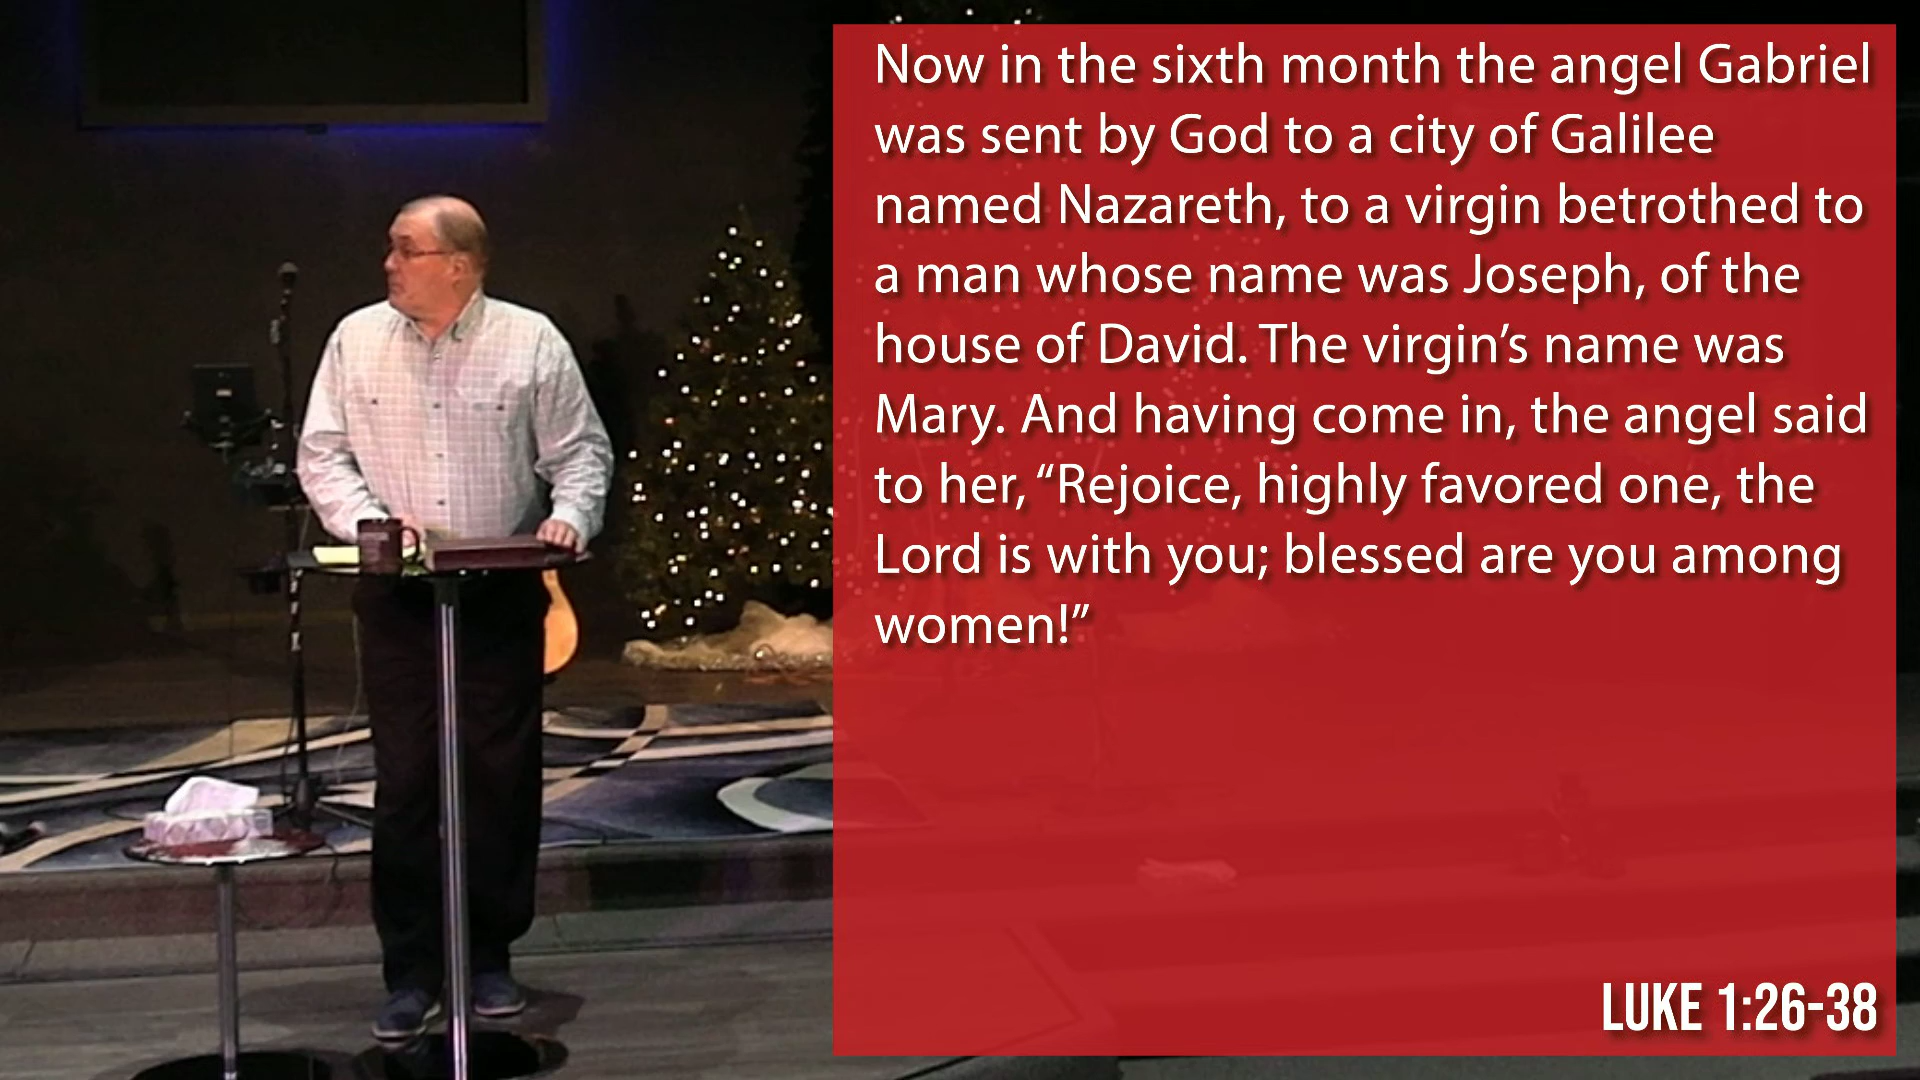 Now in the sixth month the angel Gabriel
was sent by God to a city of Galilee
named Nazareth, to a virgin betrothed to
a man whose name was Joseph, of the
house of David. The virgin’s name was
Mary. And having come in, the angel said
to her, “Rejoice, highly favored one, the
Lord is with you; blessed are you among
women!”
LUKE 1:26-38